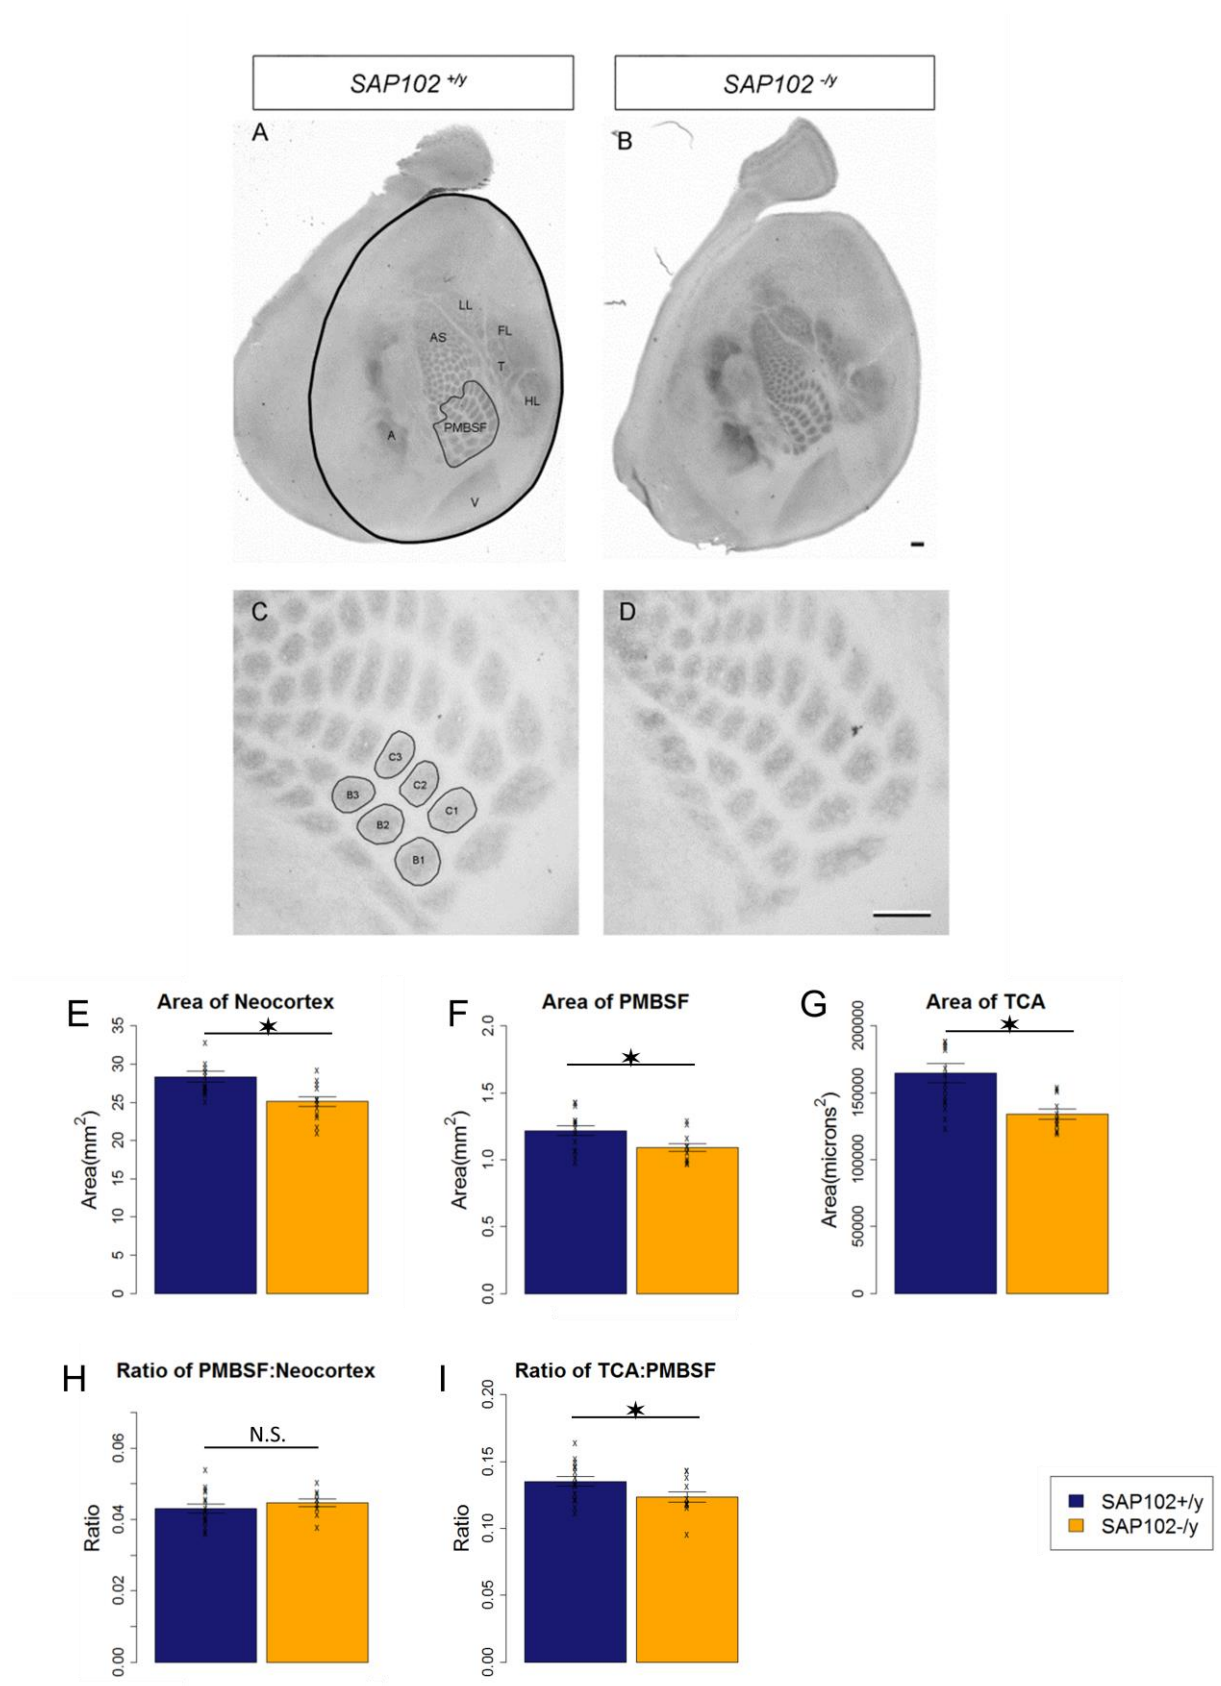 SAP102 +/y
SAP102 -/y
A
B
LL
AS
FL
T
HL
PMBSF
A
V
C
D
C3
C2
B3
C1
B2
B1
E
Area of Neocortex
Area(mm2)
0
5
10
15
20
25
30
35
F
Area of PMBSF
Area(mm2)
0.0
0.5
1.0
1.5
2.0
G
Area of TCA
Area(microns2)
0
50000
100000
150000
200000
H
Ratio of PMBSF:Neocortex
N.S.
Ratio
0.00
0.02
0.04
0.06
I
Ratio of TCA:PMBSF
Ratio
0.00
0.05
0.10
0.15
0.20
SAP102+/y
SAP102-/y